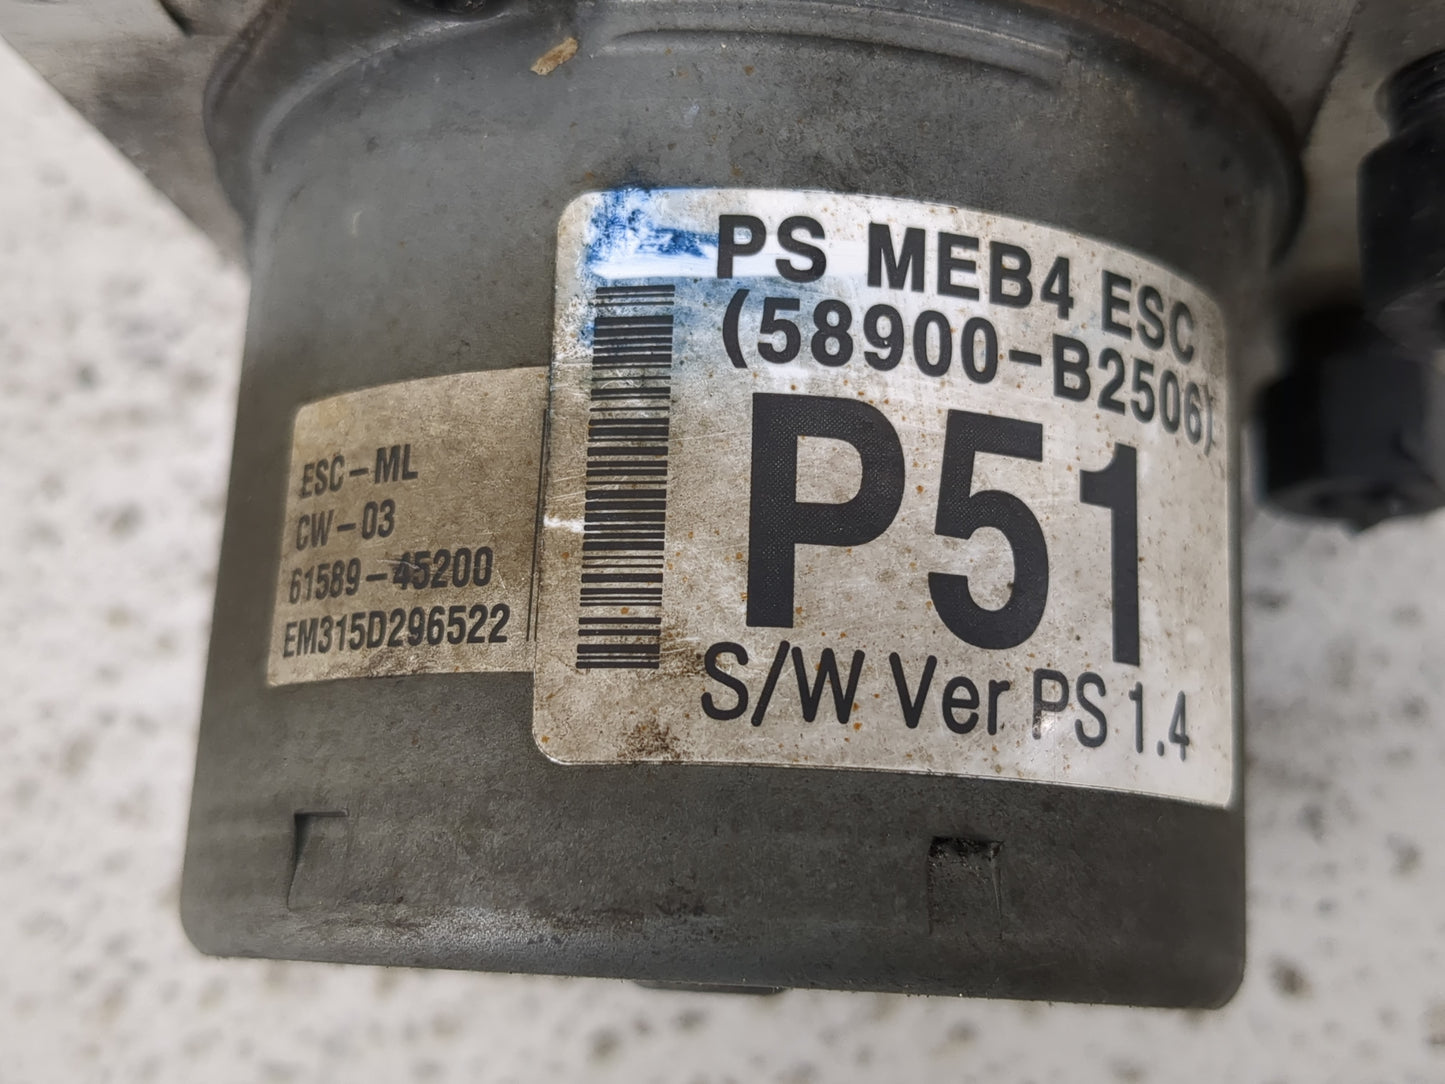 ESC-ML
CW-03
61589-45200
EM315D296522
PS MEB4 ESC
(58900-B2506)
P51
S/W Ver PS 1.4